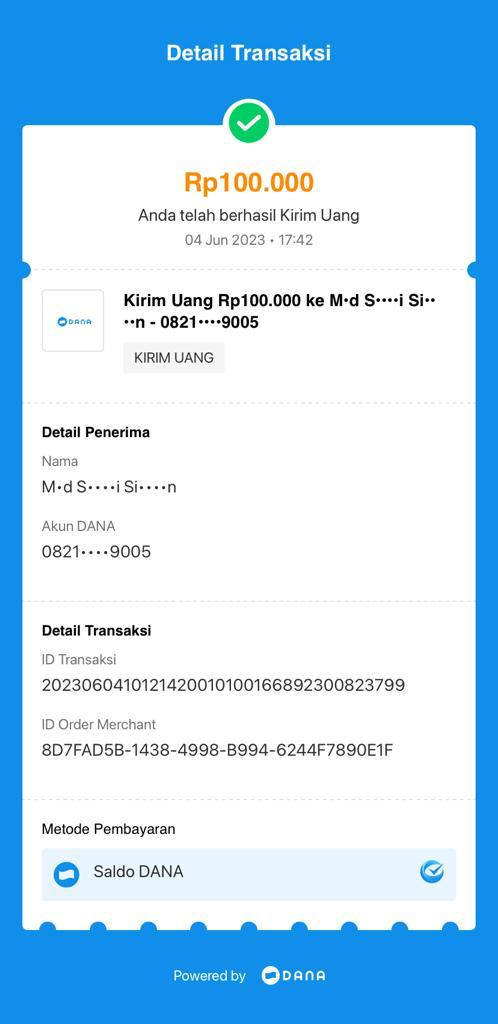 Detail Transaksi
Rp100.000
Anda telah berhasil Kirim Uang
04 Jun 2023 • 17:42
DANA
Kirim Uang Rp100.000 ke M•d S••••i Si••
••n - 0821••••9005
KIRIM UANG
Detail Penerima
Nama
M•d S••••i Si••••n
Akun DANA
0821••••9005
Detail Transaksi
ID Transaksi
20230604101214200101001668923008​23799
ID Order Merchant
8D7FAD5B-1438-4998-B994-6244F7890E1F
Metode Pembayaran
Saldo DANA
Powered by DANA